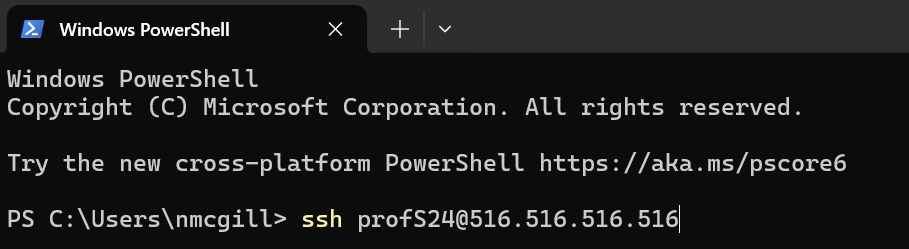 Windows PowerShell
Windows PowerShell
Copyright (C) Microsoft Corporation. All rights reserved.
Try the new cross-platform PowerShell https://aka.ms/pscore6
PS C:\Users\nmcgill> ssh profS24@516.516.516.516